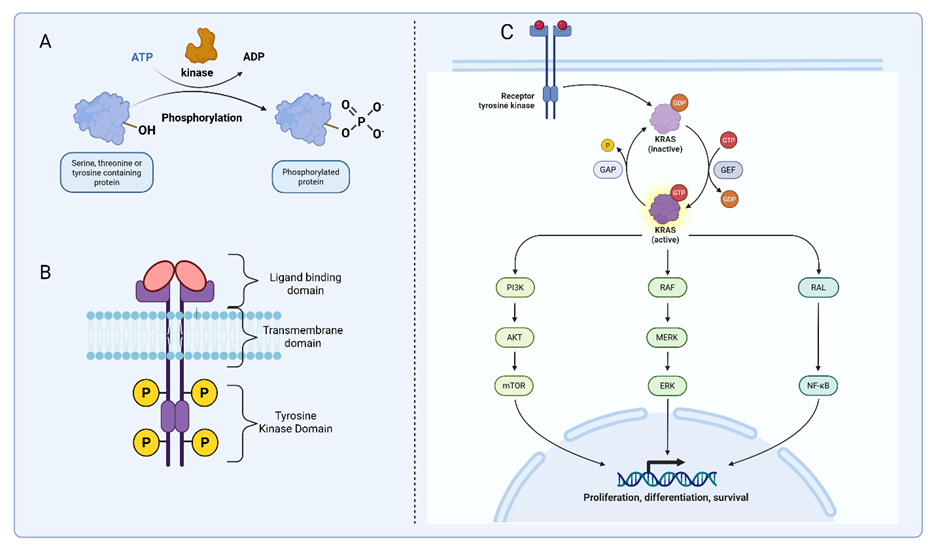 A
ATP
kinase
ADP
Phosphorylation
OH
O
O
P
O-
O-
Serine, threonine or
tyrosine containing
protein
Phosphorylated
protein
B
Ligand binding
domain
Transmembrane
domain
P
P
P
P
Tyrosine
Kinase Domain
C
Receptor
tyrosine kinase
GDP
KRAS
(inactive)
P
GAP
GTP
GEF
GDP
GTP
KRAS
(active)
PI3K
RAF
RAL
AKT
MERK
mTOR
ERK
NF-κB
Proliferation, differentiation, survival